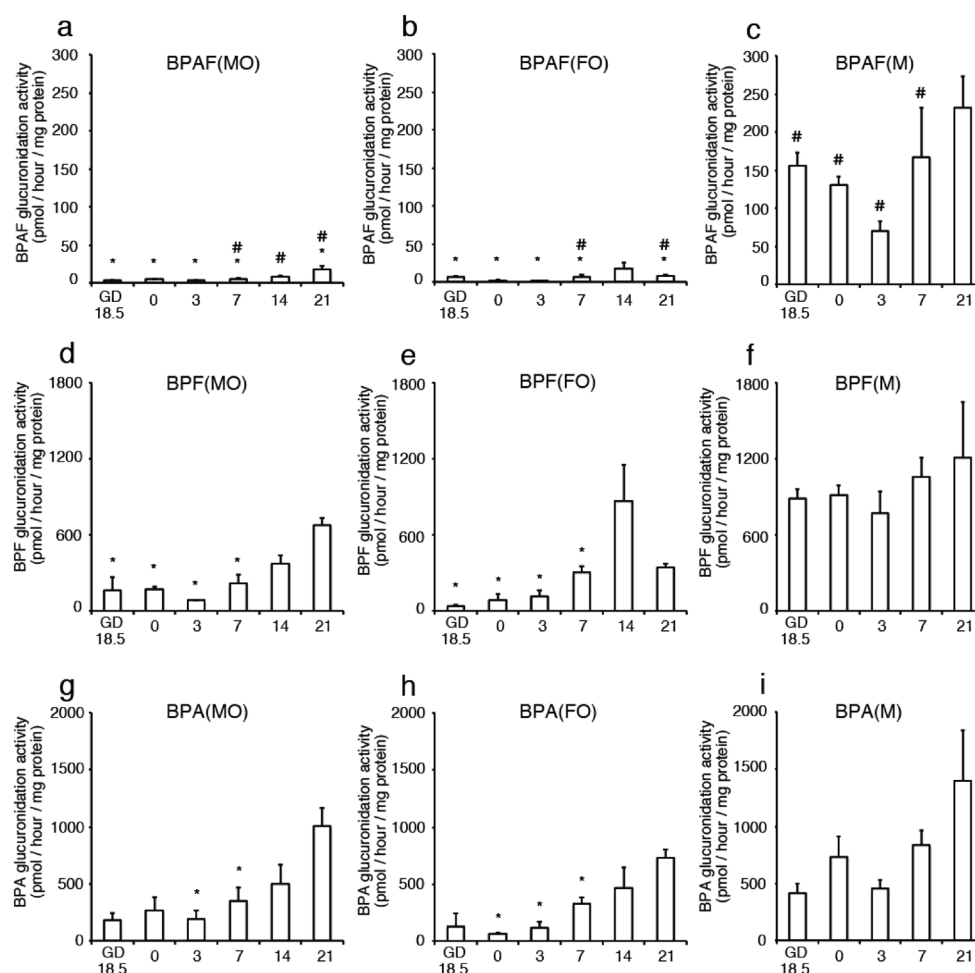 a
BPAF(MO)
BPAF glucuronidation activity
(pmol / hour / mg protein)
300
250
200
150
100
50
0
* * * # * # # *
GD 18.5 0 3 7 14 21
b
BPAF(FO)
BPAF glucuronidation activity
(pmol / hour / mg protein)
300
250
200
150
100
50
0
* * * # * # *
GD 18.5 0 3 7 14 21
c
BPAF(M)
BPAF glucuronidation activity
(pmol / hour / mg protein)
300
250
200
150
100
50
0
# # # #
GD 18.5 0 3 7 21
d
BPF(MO)
BPF glucuronidation activity
(pmol / hour / mg protein)
1800
1200
600
0
* * * *
GD 18.5 0 3 7 14 21
e
BPF(FO)
BPF glucuronidation activity
(pmol / hour / mg protein)
1800
1200
600
0
* * * *
GD 18.5 0 3 7 14 21
f
BPF(M)
BPF glucuronidation activity
(pmol / hour / mg protein)
1800
1200
600
0
GD 18.5 0 3 7 21
g
BPA(MO)
BPA glucuronidation activity
(pmol / hour / mg protein)
2000
1500
1000
500
0
* *
GD 18.5 0 3 7 14 21
h
BPA(FO)
BPA glucuronidation activity
(pmol / hour / mg protein)
2000
1500
1000
500
0
* * *
GD 18.5 0 3 7 14 21
i
BPA(M)
BPA glucuronidation activity
(pmol / hour / mg protein)
2000
1500
1000
500
0
GD 18.5 0 3 7 21